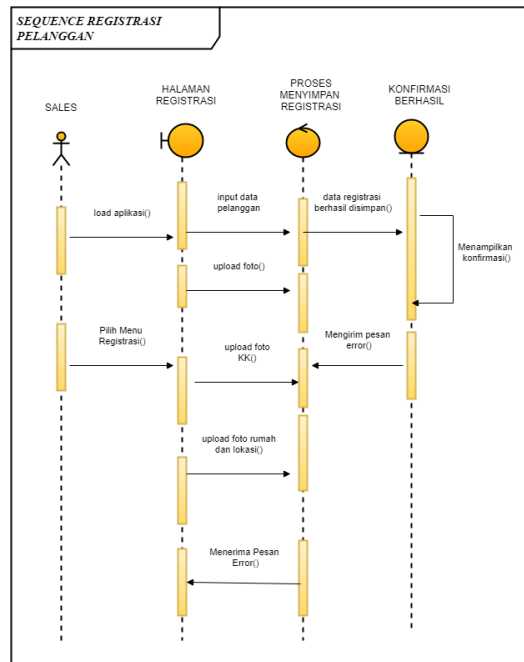 SEQUENCE REGISTRASI
PELANGGAN
SALES
HALAMAN
REGISTRASI
PROSES
MENYIMPAN
REGISTRASI
KONFIRMASI
BERHASIL
load aplikasi()
input data
pelanggan
data registrasi
berhasil disimpan()
Menampilkan
konfirmasi()
upload foto()
Pilih Menu
Registrasi()
upload foto
KK()
Mengirim pesan
error()
upload foto rumah
dan lokasi()
Menerima Pesan
Error()